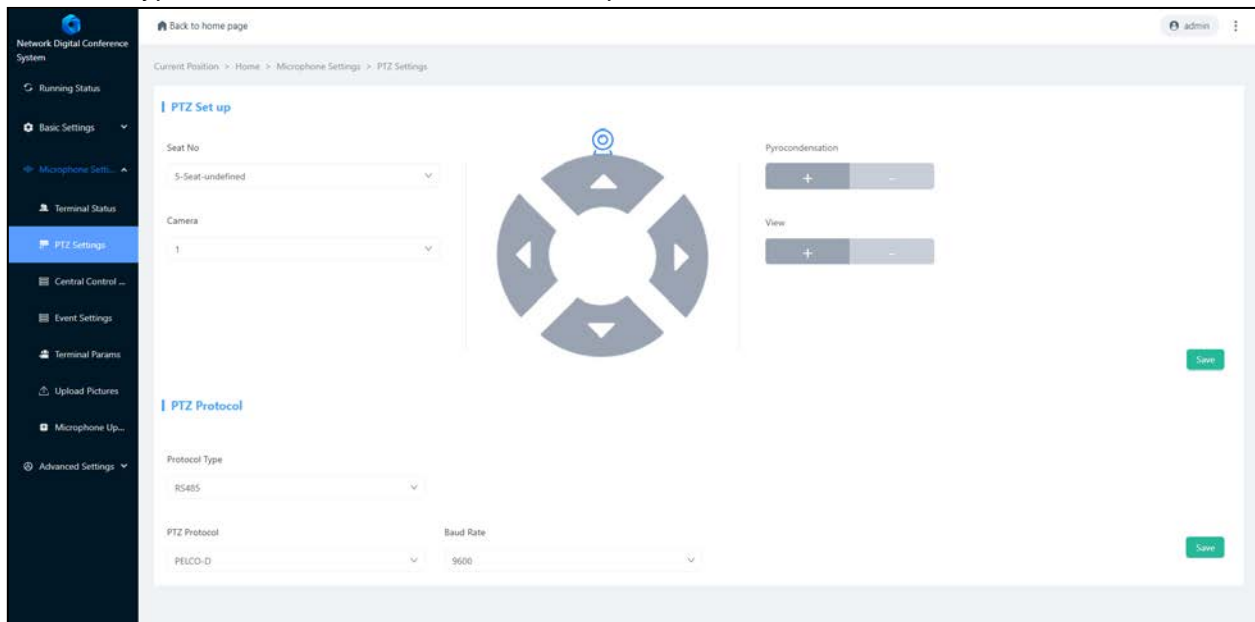 Network Digital Conference
System
Running Status
Basic Settings
Microphone Setti...
Terminal Status
PTZ Settings
Central Control ...
Event Settings
Terminal Params
Upload Pictures
Microphone Up...
Advanced Settings
Back to home page
admin
Current Position > Home > Microphone Settings > PTZ Settings
PTZ Set up
Seat No
5-Seat-undefined
Camera
1
Pyrocondensation
+ -
View
+ -
Save
PTZ Protocol
Protocol Type
RS485
PTZ Protocol
PELCO-D
Baud Rate
9600
Save